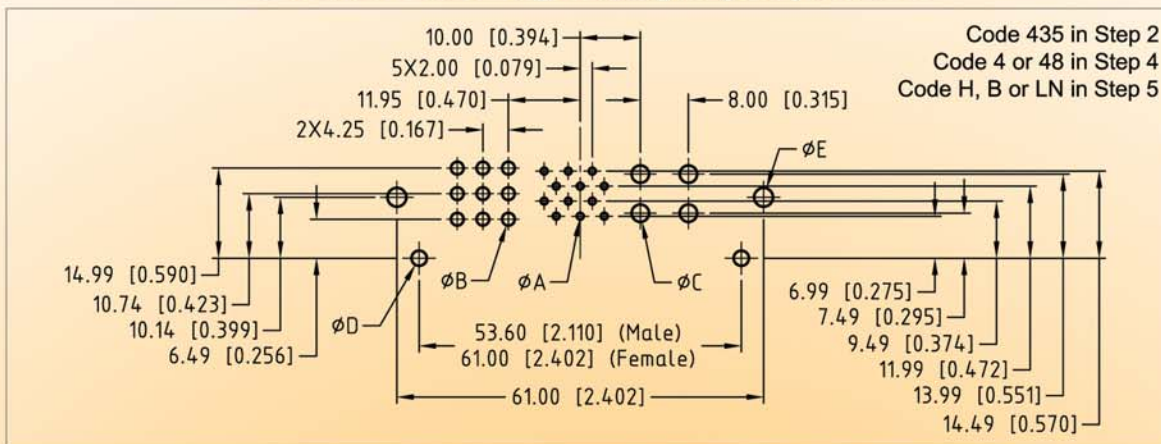 Code 435 in Step 2
Code 4 or 48 in Step 4
Code H, B or LN in Step 5
10.00 [0.394]
5X2.00 [0.079]
11.95 [0.470]
8.00 [0.315]
2X4.25 [0.167]
ØE
14.99 [0.590]
10.74 [0.423]
10.14 [0.399]
6.49 [0.256]
ØD
ØB
ØA
ØC
53.60 [2.110] (Male)
61.00 [2.402] (Female)
61.00 [2.402]
6.99 [0.275]
7.49 [0.295]
9.49 [0.374]
11.99 [0.472]
13.99 [0.551]
14.49 [0.570]